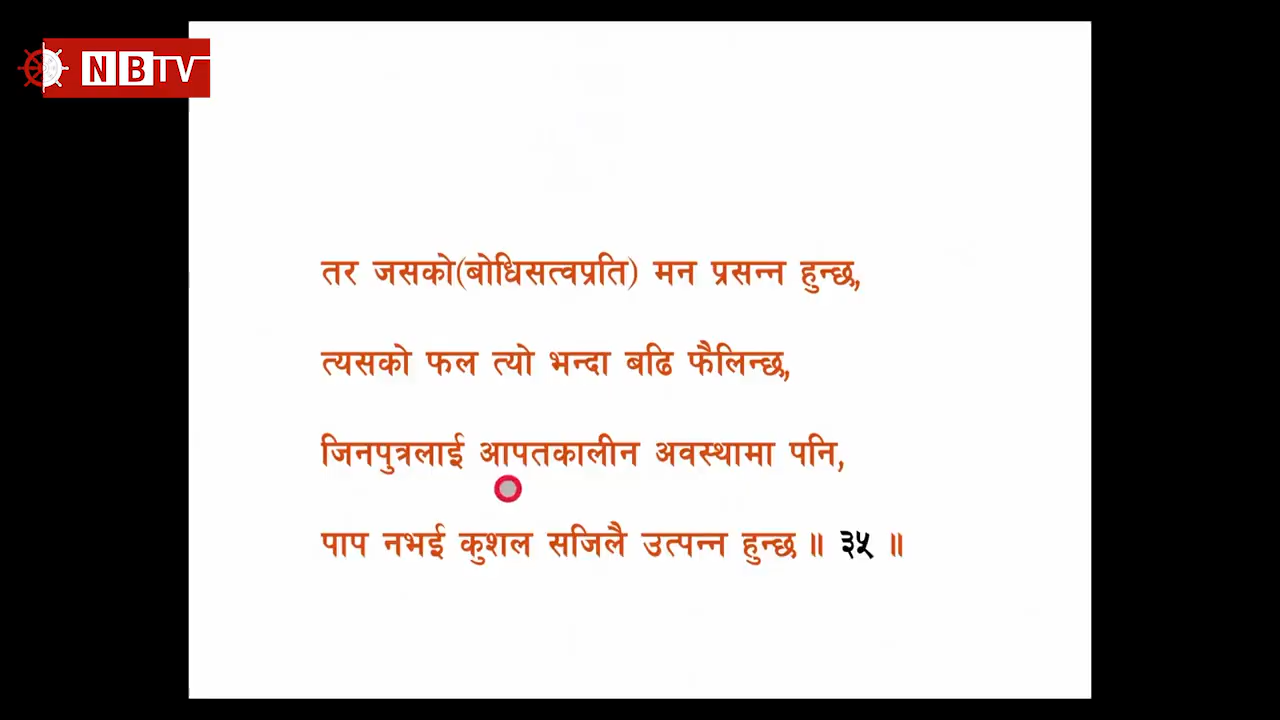 NBTV
तर जसको(बोधिसत्वप्रति) मन प्रसन्न हुन्छ,
त्यसको फल त्यो भन्दा बढि फैलिन्छ,
जिनपुत्रलाई आपतकालीन अवस्थामा पनि,
पाप नभई कुशल सजिलै उत्पन्न हुन्छ ॥ ३५ ॥